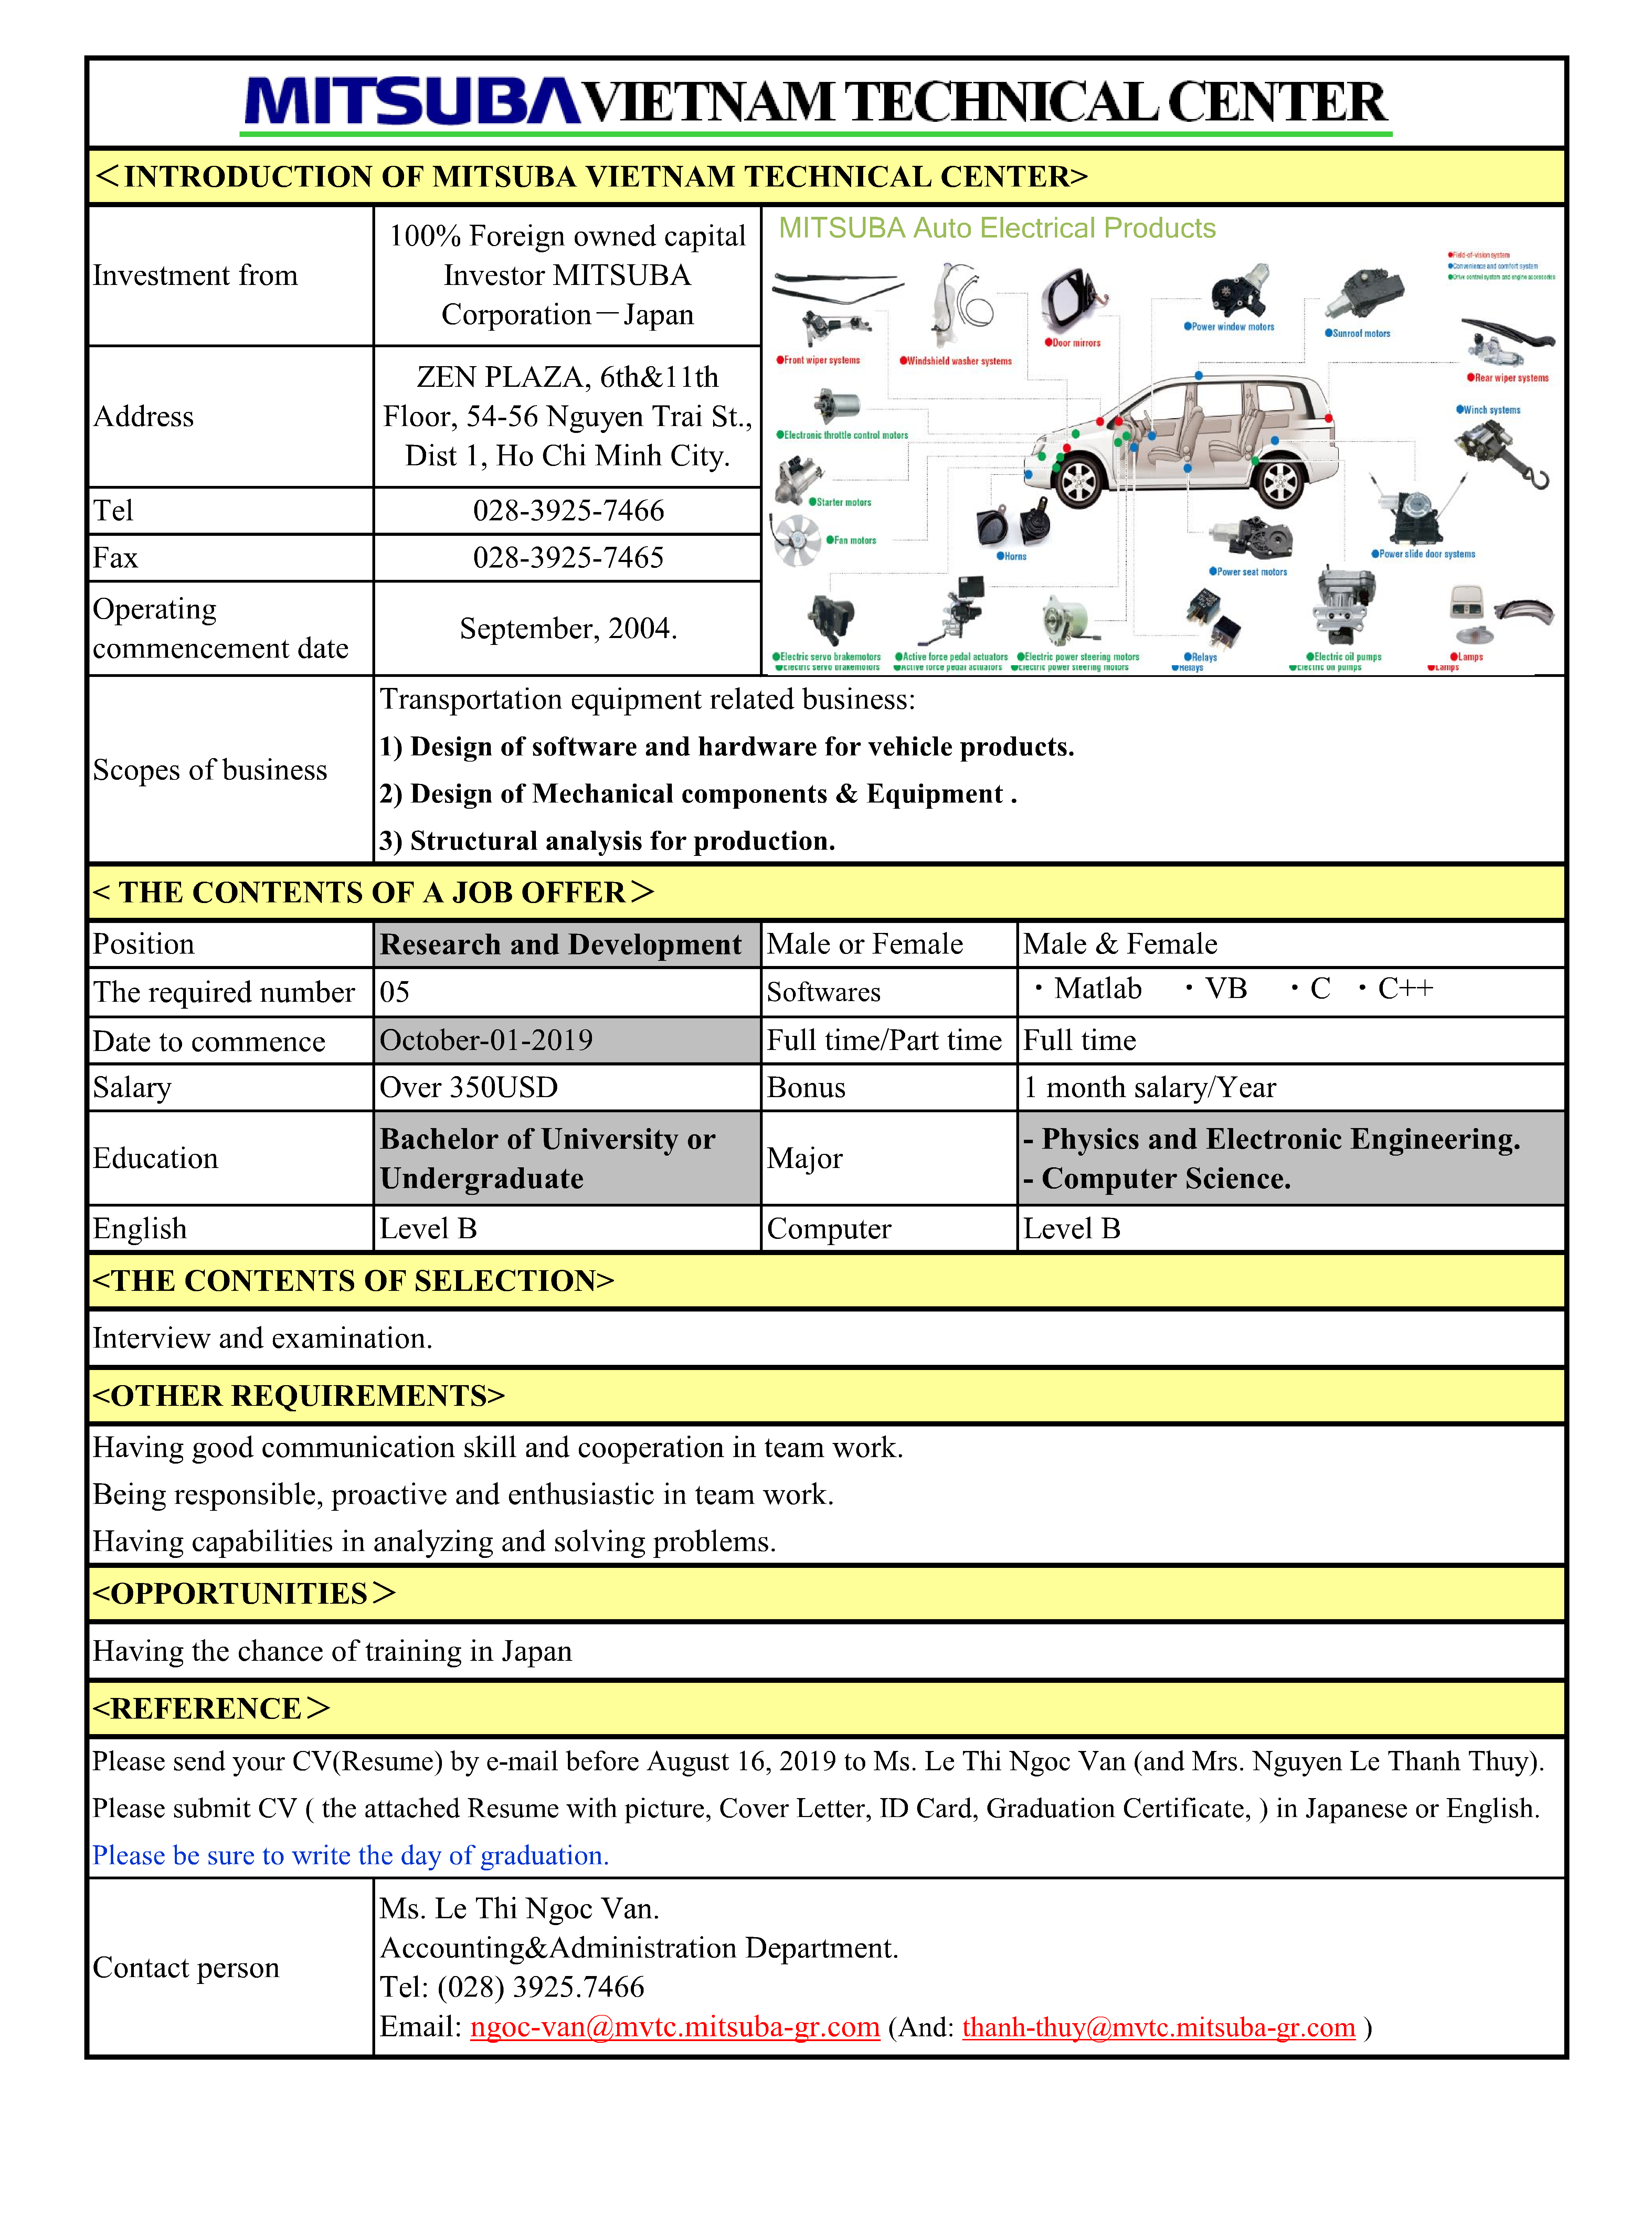 MITSUBA VIETNAM TECHNICAL CENTER
＜INTRODUCTION OF MITSUBA VIETNAM TECHNICAL CENTER>
Investment from
100% Foreign owned capital
Investor MITSUBA
Corporation－Japan
Address
ZEN PLAZA, 6th&11th
Floor, 54-56 Nguyen Trai St.,
Dist 1, Ho Chi Minh City.
Tel
028-3925-7466
Fax
028-3925-7465
Operating
commencement date
September, 2004.
MITSUBA Auto Electrical Products
●Field-of-vision system
●Convenience and comfort system
●Drive control system and engine accessories
●Power window motors
●Sunroof motors
●Door mirrors
●Front wiper systems
●Windshield washer systems
●Rear wiper systems
●Winch systems
●Electronic throttle control motors
●Starter motors
●Fan motors
●Horns
●Power slide door systems
●Power seat motors
●Electric servo brakemotors ●Active force pedal actuators ●Electric power steering motors ●Relays ●Electric oil pumps ●Lamps
●Electric servo brakemotors ●Active force pedal actuators ●Electric power steering motors ●Relays ●Electric oil pumps ●Lamps
Scopes of business
Transportation equipment related business:
1) Design of software and hardware for vehicle products.
2) Design of Mechanical components & Equipment .
3) Structural analysis for production.
< THE CONTENTS OF A JOB OFFER＞
Position Research and Development Male or Female Male & Female
The required number 05 Softwares ・Matlab ・VB ・C ・C++
Date to commence October-01-2019 Full time/Part time Full time
Salary Over 350USD Bonus 1 month salary/Year
Education
Bachelor of University or
Undergraduate
Major
- Physics and Electronic Engineering.
- Computer Science.
English Level B Computer Level B
<THE CONTENTS OF SELECTION>
Interview and examination.
<OTHER REQUIREMENTS>
Having good communication skill and cooperation in team work.
Being responsible, proactive and enthusiastic in team work.
Having capabilities in analyzing and solving problems.
<OPPORTUNITIES＞
Having the chance of training in Japan
<REFERENCE＞
Please send your CV(Resume) by e-mail before August 16, 2019 to Ms. Le Thi Ngoc Van (and Mrs. Nguyen Le Thanh Thuy).
Please submit CV ( the attached Resume with picture, Cover Letter, ID Card, Graduation Certificate, ) in Japanese or English.
Please be sure to write the day of graduation.
Contact person
Ms. Le Thi Ngoc Van.
Accounting&Administration Department.
Tel: (028) 3925.7466
Email: ngoc-van@mvtc.mitsuba-gr.com (And: thanh-thuy@mvtc.mitsuba-gr.com )